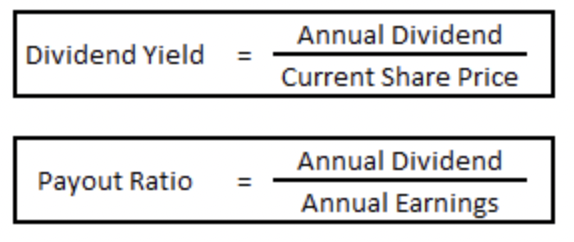 Dividend Yield = Annual Dividend
Current Share Price
Payout Ratio = Annual Dividend
Annual Earnings